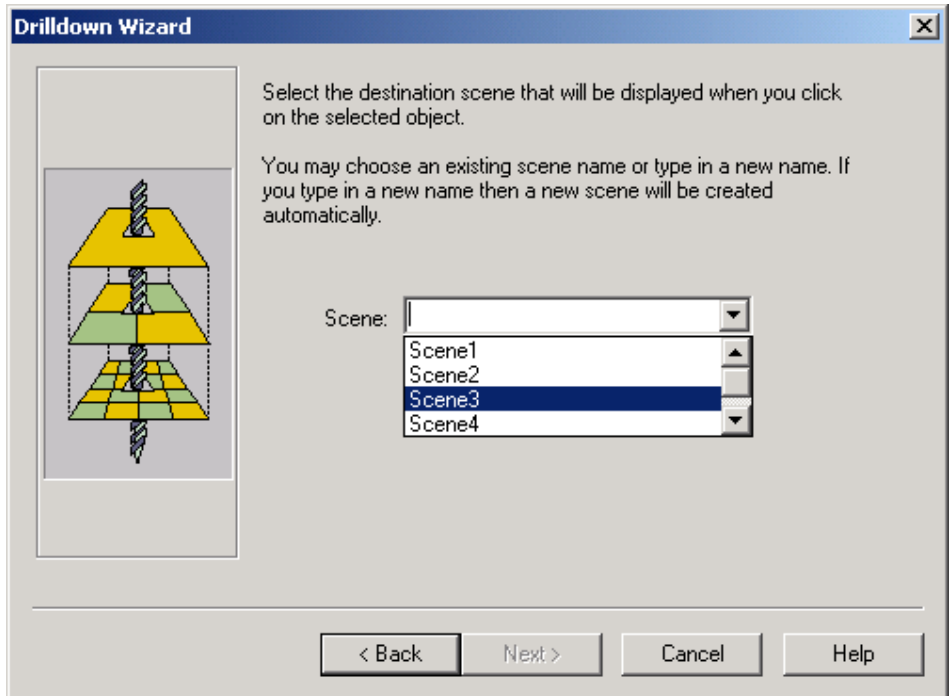 Drilldown Wizard
Select the destination scene that will be displayed when you click
on the selected object.
You may choose an existing scene name or type in a new name. If
you type in a new name then a new scene will be created
automatically.
Scene:
Scene1
Scene2
Scene3
Scene4
< Back Next > Cancel Help